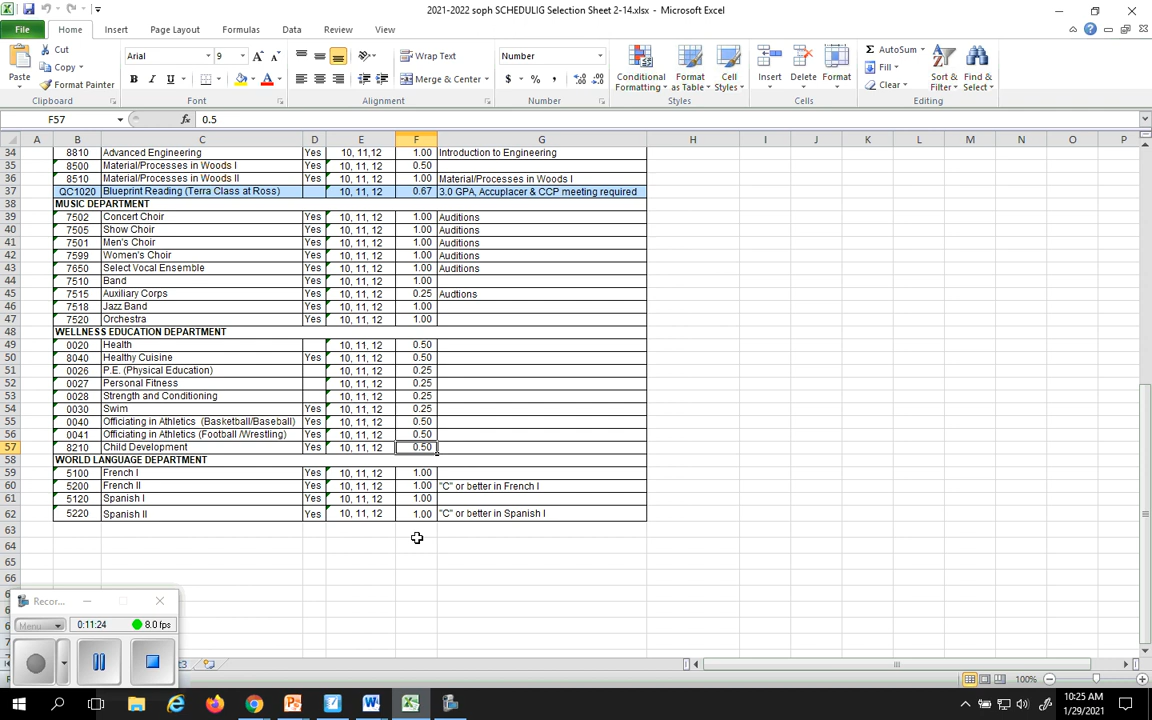 2021-2022 soph SCHEDULIG Selection Sheet 2-14.xlsx - Microsoft Excel
File Home Insert Page Layout Formulas Data Review View
Paste Cut Copy Format Painter Clipboard
Arial 9 A A B I U A Font
Wrap Text Merge & Center Alignment
Number $ % , Number
Conditional Formatting Format as Table Cell Styles Styles
Insert Delete Format Cells
Σ AutoSum Fill Clear Sort & Filter Find & Select Editing
F57 fx 0.5
A B C D E F G H I J K L M N O P
34 8810 Advanced Engineering Yes 10, 11,12 1.00 Introduction to Engineering
35 8500 Material/Processes in Woods I Yes 10, 11, 12 0.50
36 8510 Material/Processes in Woods II Yes 10, 11, 12 1.00 Material/Processes in Woods I
37 QC1020 Blueprint Reading (Terra Class at Ross) 10, 11, 12 0.67 3.0 GPA, Accuplacer & CCP meeting required
38 MUSIC DEPARTMENT
39 7502 Concert Choir Yes 10, 11, 12 1.00 Auditions
40 7505 Show Choir Yes 10, 11, 12 1.00 Auditions
41 7501 Men's Choir Yes 10, 11, 12 1.00 Auditions
42 7599 Women's Choir Yes 10, 11, 12 1.00 Auditions
43 7650 Select Vocal Ensemble Yes 10, 11, 12 1.00 Auditions
44 7510 Band Yes 10, 11, 12 1.00
45 7515 Auxiliary Corps Yes 10, 11, 12 0.25 Audtions
46 7518 Jazz Band Yes 10, 11, 12 1.00
47 7520 Orchestra Yes 10, 11, 12 1.00
48 WELLNESS EDUCATION DEPARTMENT
49 0020 Health 10, 11, 12 0.50
50 8040 Healthy Cuisine Yes 10, 11, 12 0.50
51 0026 P.E. (Physical Education) 10, 11, 12 0.25
52 0027 Personal Fitness 10, 11, 12 0.25
53 0028 Strength and Conditioning 10, 11, 12 0.25
54 0030 Swim Yes 10, 11, 12 0.25
55 0040 Officiating in Athletics (Basketball/Baseball) Yes 10, 11, 12 0.50
56 0041 Officiating in Athletics (Football /Wrestling) Yes 10, 11, 12 0.50
57 8210 Child Development Yes 10, 11, 12 0.50
58 WORLD LANGUAGE DEPARTMENT
59 5100 French I Yes 10, 11, 12 1.00
60 5200 French II Yes 10, 11, 12 1.00 "C" or better in French I
61 5120 Spanish I Yes 10, 11, 12 1.00
62 5220 Spanish II Yes 10, 11, 12 1.00 "C" or better in Spanish I
63
64
65
66
Recor...
Menu 0:11:24 8.0 fps
100%
10:25 AM
1/29/2021